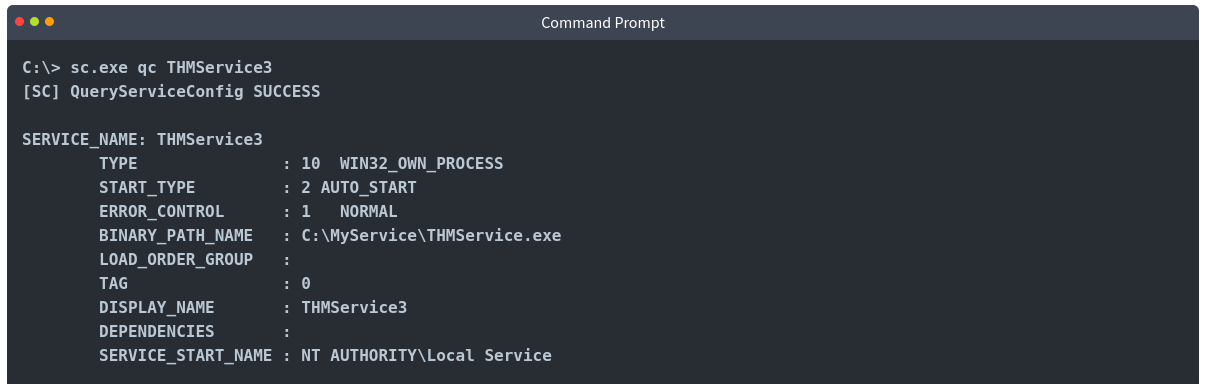 Command Prompt
C:\> sc.exe qc THMService3
[SC] QueryServiceConfig SUCCESS
SERVICE_NAME: THMService3
        TYPE               : 10  WIN32_OWN_PROCESS
        START_TYPE         : 2 AUTO_START
        ERROR_CONTROL      : 1   NORMAL
        BINARY_PATH_NAME   : C:\MyService\THMService.exe
        LOAD_ORDER_GROUP   :
        TAG                : 0
        DISPLAY_NAME       : THMService3
        DEPENDENCIES       :
        SERVICE_START_NAME : NT AUTHORITY\Local Service